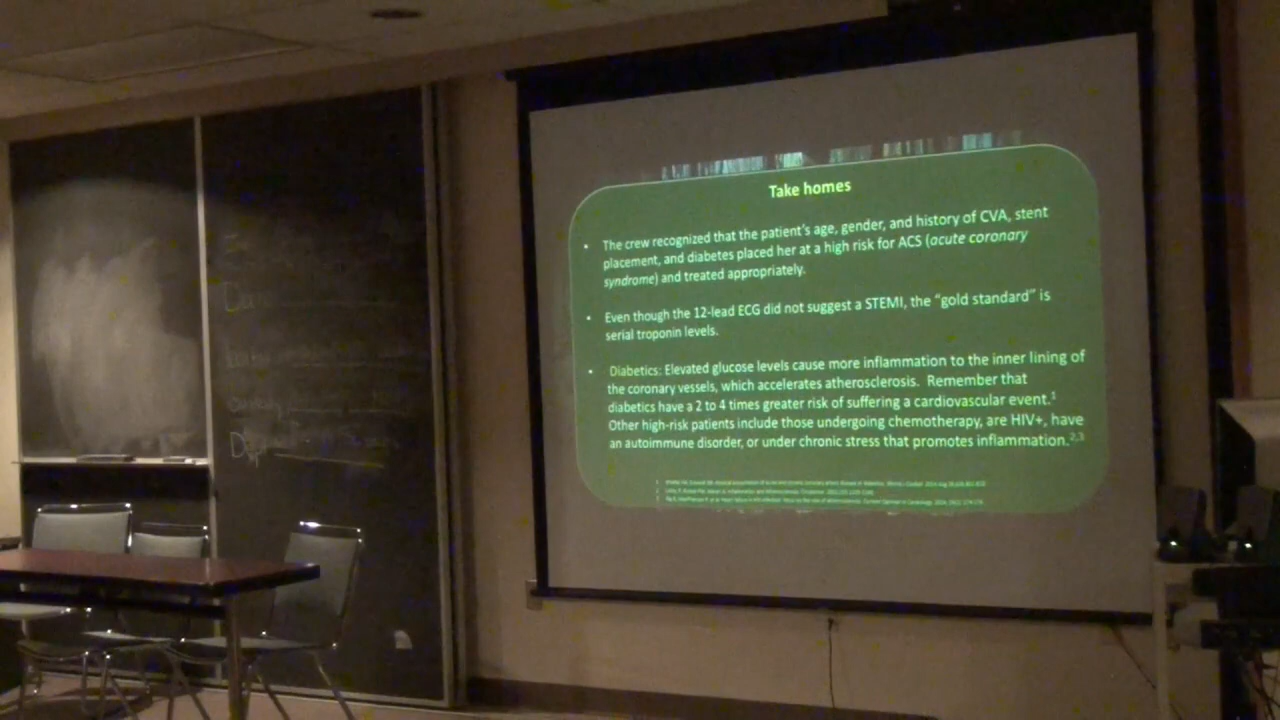 Take homes
• The crew recognized that the patient's age, gender, and history of CVA, stent
placement, and diabetes placed her at a high risk for ACS (acute coronary
syndrome) and treated appropriately.
• Even though the 12-lead ECG did not suggest a STEMI, the “gold standard” is
serial troponin levels.
• Diabetics: Elevated glucose levels cause more inflammation to the inner lining of
the coronary vessels, which accelerates atherosclerosis. Remember that
diabetics have a 2 to 4 times greater risk of suffering a cardiovascular event.1
Other high-risk patients include those undergoing chemotherapy, are HIV+, have
an autoimmune disorder, or under chronic stress that promotes inflammation.2,3